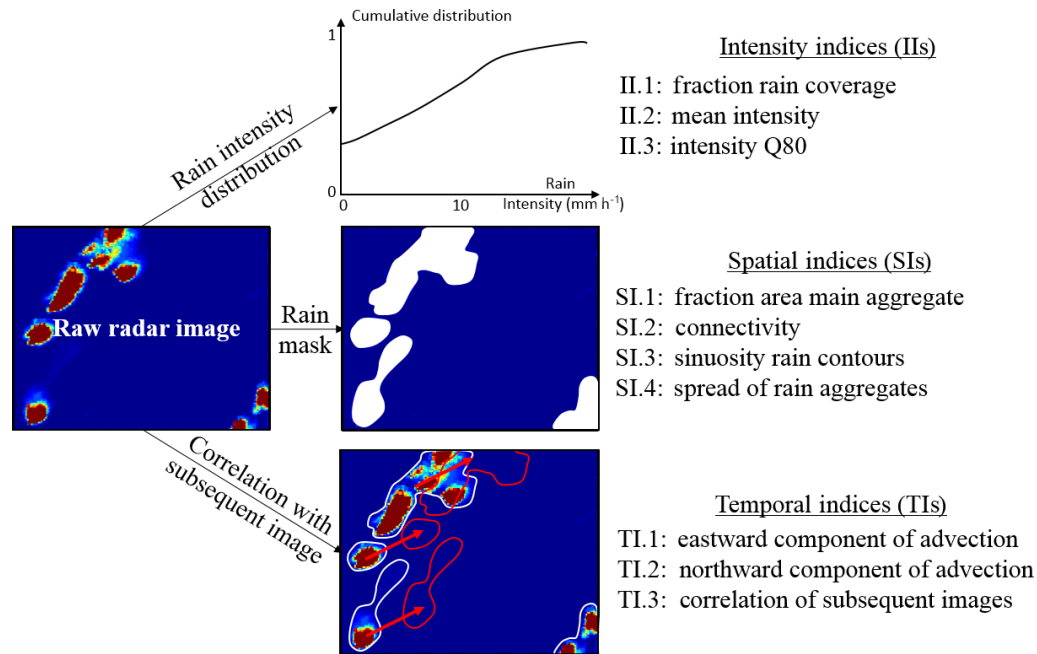 Cumulative distribution
1
0
0
10
Rain
Intensity (mm h-1)
Rain intensity
distribution
Intensity indices (IIs)
II.1: fraction rain coverage
II.2: mean intensity
II.3: intensity Q80
Raw radar image
Rain
mask
Spatial indices (SIs)
SI.1: fraction area main aggregate
SI.2: connectivity
SI.3: sinuosity rain contours
SI.4: spread of rain aggregates
Correlation with
subsequent image
Temporal indices (TIs)
TI.1: eastward component of advection
TI.2: northward component of advection
TI.3: correlation of subsequent images